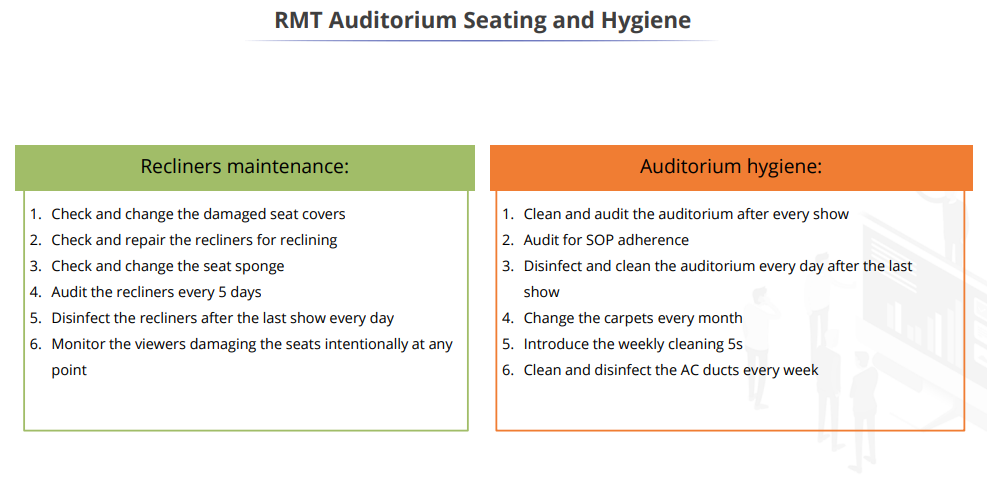 RMT Auditorium Seating and Hygiene
Recliners maintenance:
1. Check and change the damaged seat covers
2. Check and repair the recliners for reclining
3. Check and change the seat sponge
4. Audit the recliners every 5 days
5. Disinfect the recliners after the last show every day
6. Monitor the viewers damaging the seats intentionally at any
point
Auditorium hygiene:
1. Clean and audit the auditorium after every show
2. Audit for SOP adherence
3. Disinfect and clean the auditorium every day after the last
show
4. Change the carpets every month
5. Introduce the weekly cleaning 5s
6. Clean and disinfect the AC ducts every week